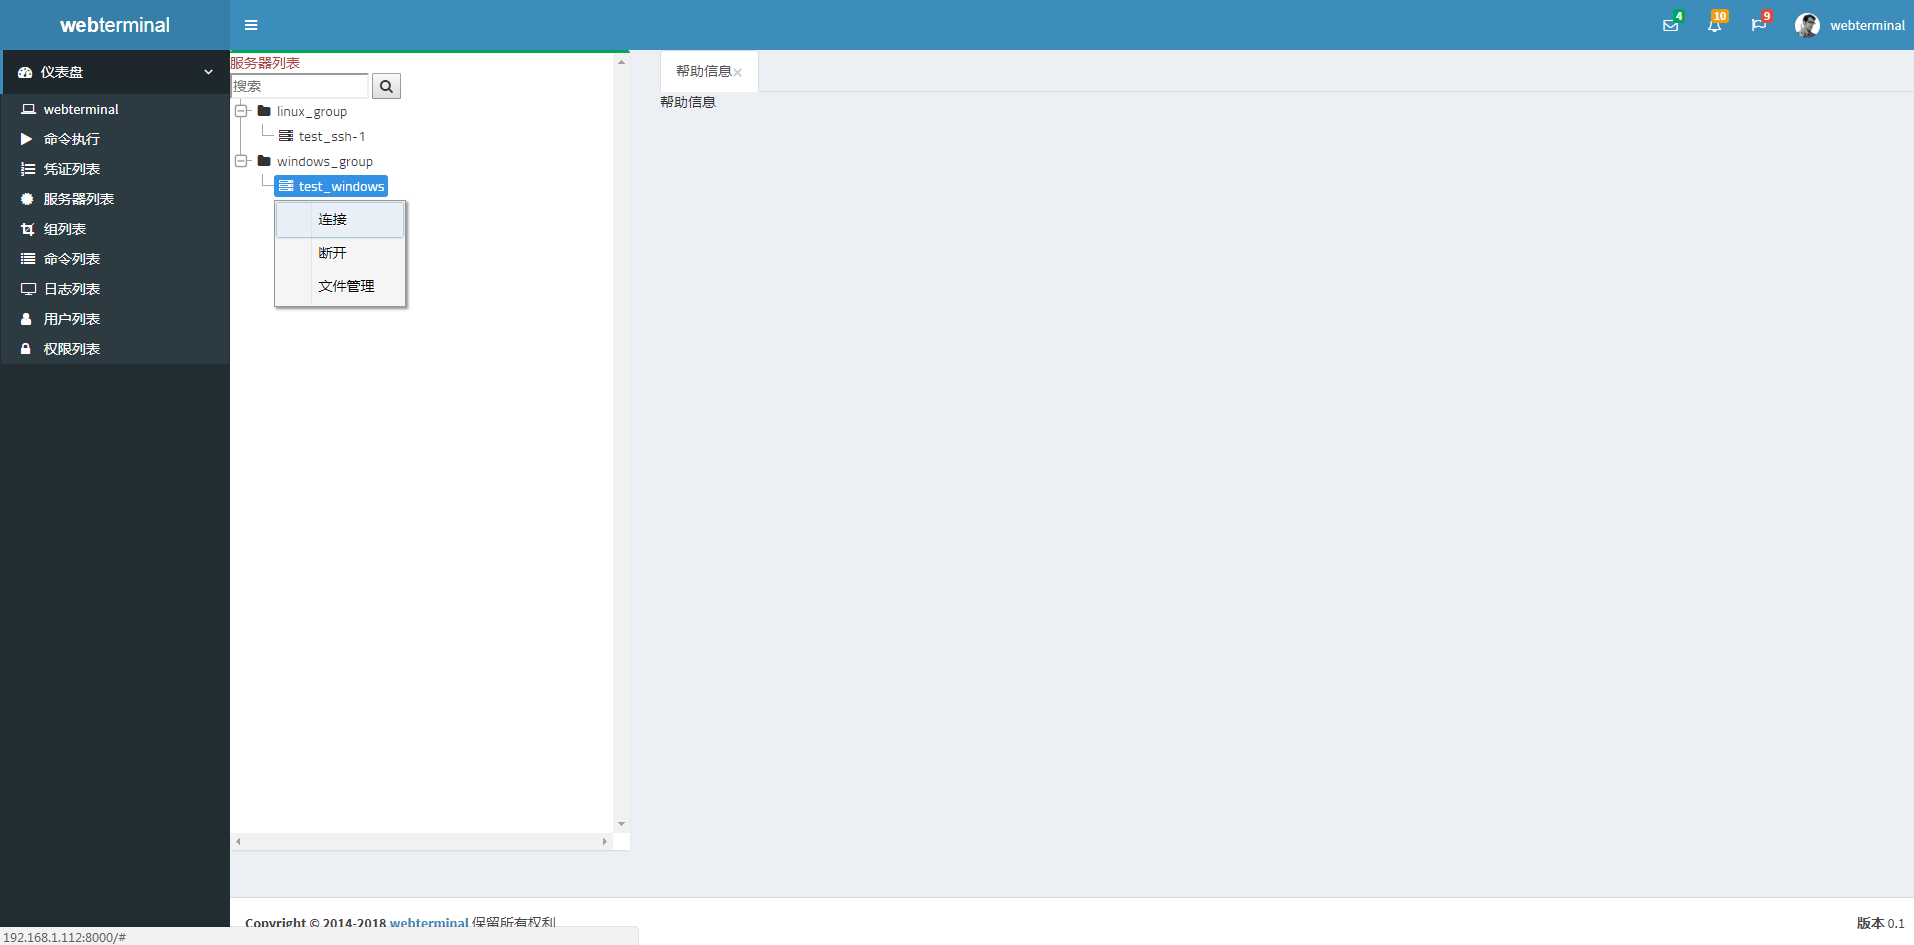 webterminal
4
10
9
webterminal
仪表盘
webterminal
命令执行
凭证列表
服务器列表
组列表
命令列表
日志列表
用户列表
权限列表
服务器列表
搜索
linux_group
test_ssh-1
windows_group
test_windows
连接
断开
文件管理
帮助信息×
帮助信息
Copyright © 2014-2018 webterminal 保留所有权利
版本 0.1
192.168.1.112:8000/#